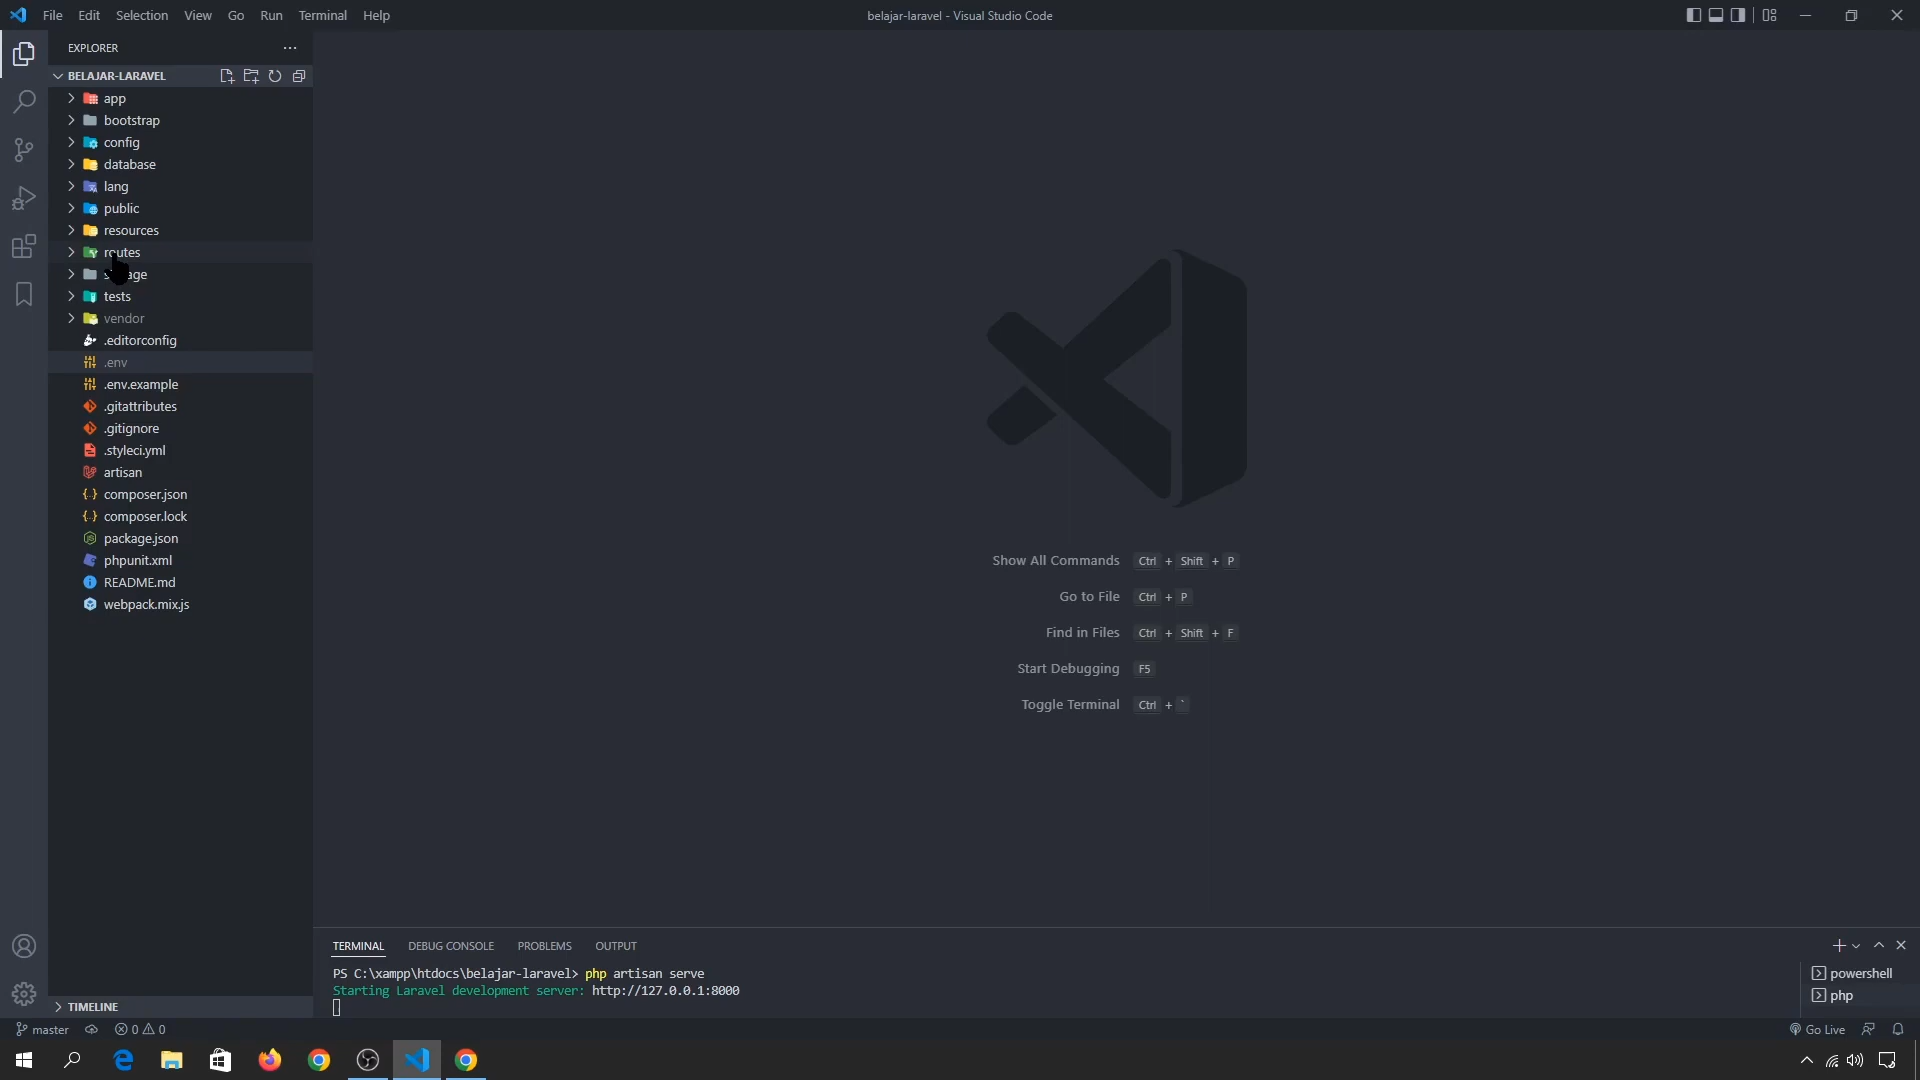 File Edit Selection View Go Run Terminal Help
belajar-laravel - Visual Studio Code
EXPLORER
BELAJAR-LARAVEL
app
bootstrap
config
database
lang
public
resources
routes
tests
vendor
.editorconfig
.env
.env.example
.gitattributes
.gitignore
.styleci.yml
artisan
composer.json
composer.lock
package.json
phpunit.xml
README.md
webpack.mix.js
TIMELINE
Show All Commands Ctrl + Shift + P
Go to File Ctrl + P
Find in Files Ctrl + Shift + F
Start Debugging F5
Toggle Terminal Ctrl + `
TERMINAL DEBUG CONSOLE PROBLEMS OUTPUT
PS C:\xampp\htdocs\belajar-laravel> php artisan serve
Starting Laravel development server: http://127.0.0.1:8000
powershell
php
master 0 0 Go Live